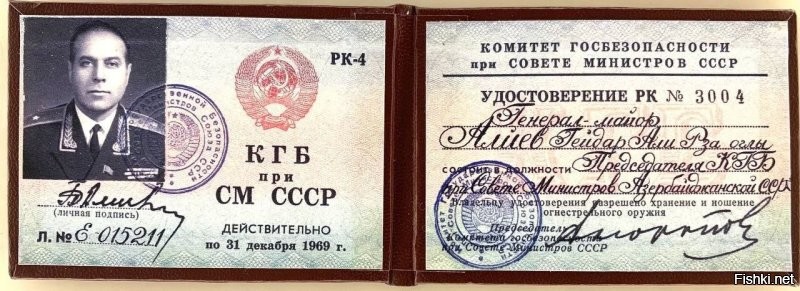 РК-4
КГБ
при
СМ СССР
(личная подпись)
Л. № Е 015211
ДЕЙСТВИТЕЛЬНО
по 31 декабря 1969 г.
КОМИТЕТ ГОСБЕЗОПАСНОСТИ
при СОВЕТЕ МИНИСТРОВ СССР
УДОСТОВЕРЕНИЕ РК № 3004
Генерал-майор
Алиев Гейдар Али Рза оглы
состоит в должности Председателя КГБ
при Совете Министров Азербайджанской ССР
Владельцу удостоверения разрешено хранение и ношение
огнестрельного оружия
Председатель
Комитета госбезопасности
при Совете Министров СССР
Fishki.net